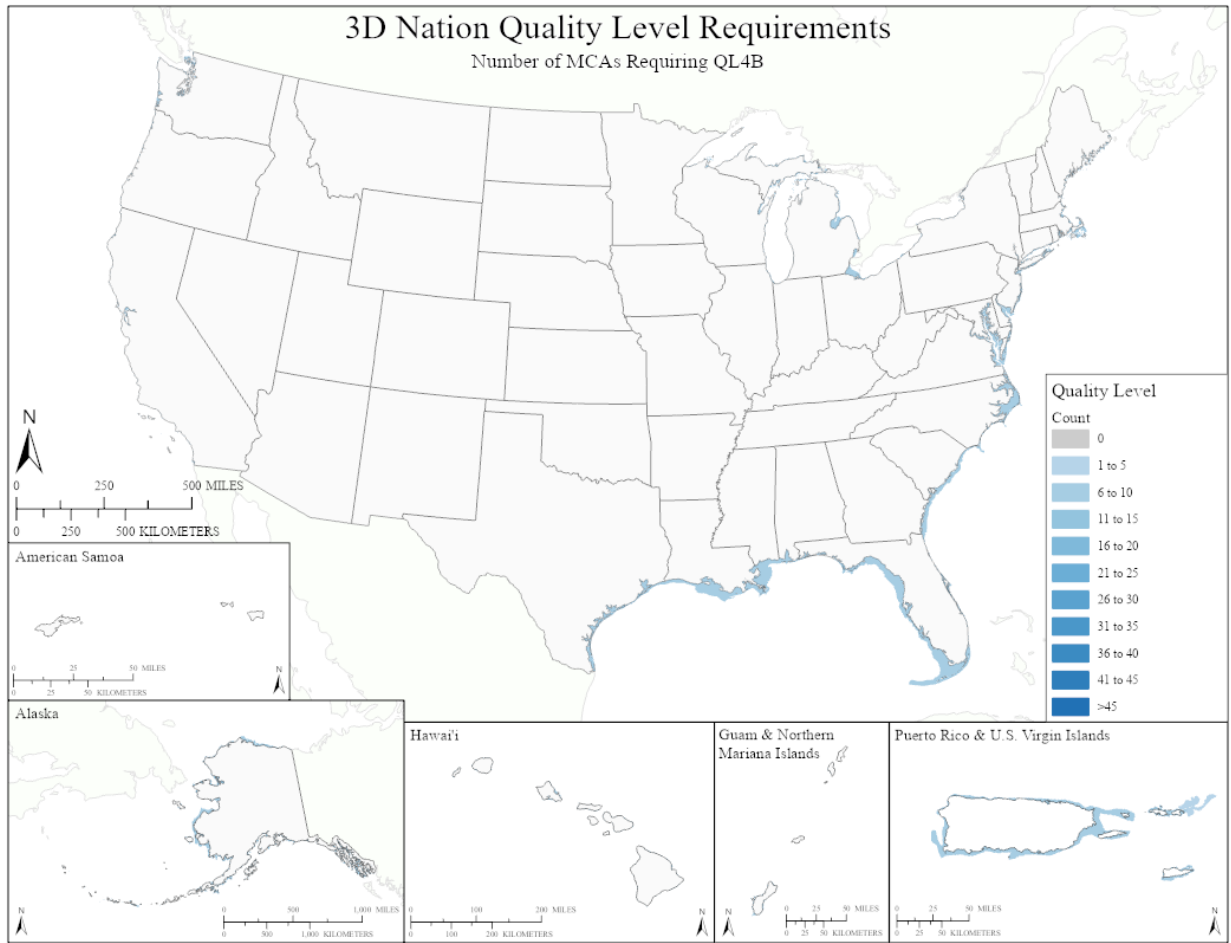 3D Nation Quality Level Requirements
Number of MCAs Requiring QL4B
Quality Level
Count
0
1 to 5
6 to 10
11 to 15
16 to 20
21 to 25
26 to 30
31 to 35
36 to 40
41 to 45
>45
N
0 250 500 MILES
0 250 500 KILOMETERS
American Samoa
0 25 50 MILES
0 25 50 KILOMETERS
N
Alaska
N
0 500 1,000 MILES
0 500 1,000 KILOMETERS
Hawai'i
0 100 200 MILES
0 100 200 KILOMETERS
N
Guam & Northern
Mariana Islands
0 25 50 MILES
0 25 50 KILOMETERS
N
Puerto Rico & U.S. Virgin Islands
0 25 50 MILES
0 25 50 KILOMETERS
N